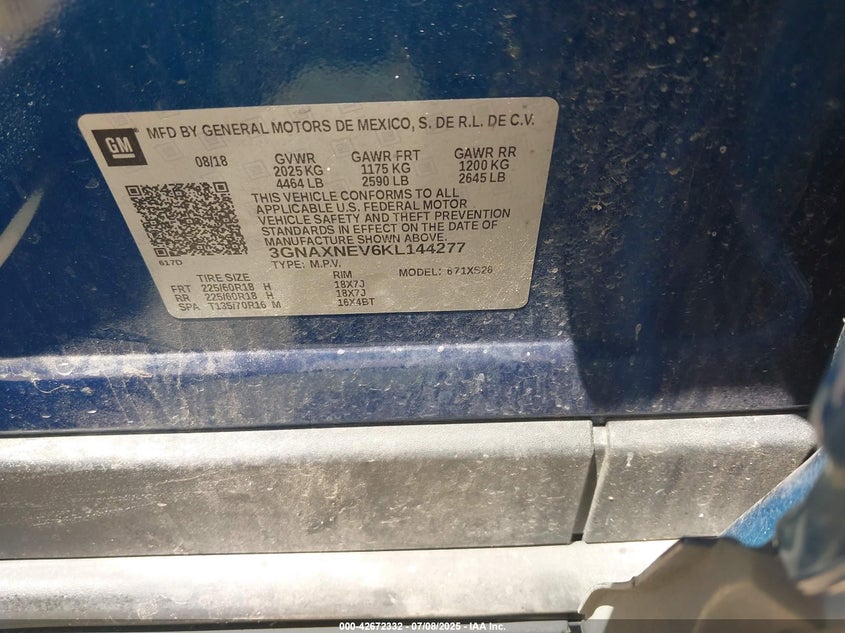 GM
MFD BY GENERAL MOTORS DE MEXICO, S. DE R.L. DE C.V.
08/18 GVWR GAWR FRT GAWR RR
2025 KG 1175 KG 1200 KG
4464 LB 2590 LB 2645 LB
THIS VEHICLE CONFORMS TO ALL
APPLICABLE U.S. FEDERAL MOTOR
VEHICLE SAFETY AND THEFT PREVENTION
STANDARDS IN EFFECT ON THE DATE OF
MANUFACTURE SHOWN ABOVE.
617D 3GNAXNEV6KL144277
TYPE: M.P.V. MODEL: 671XS26
TIRE SIZE RIM
FRT 225/60R18 H 18X7J
RR 225/60R18 H 18X7J
SPA T135/70R16 M 16X4BT
000-42672332 - 07/08/2025 - IAA Inc.